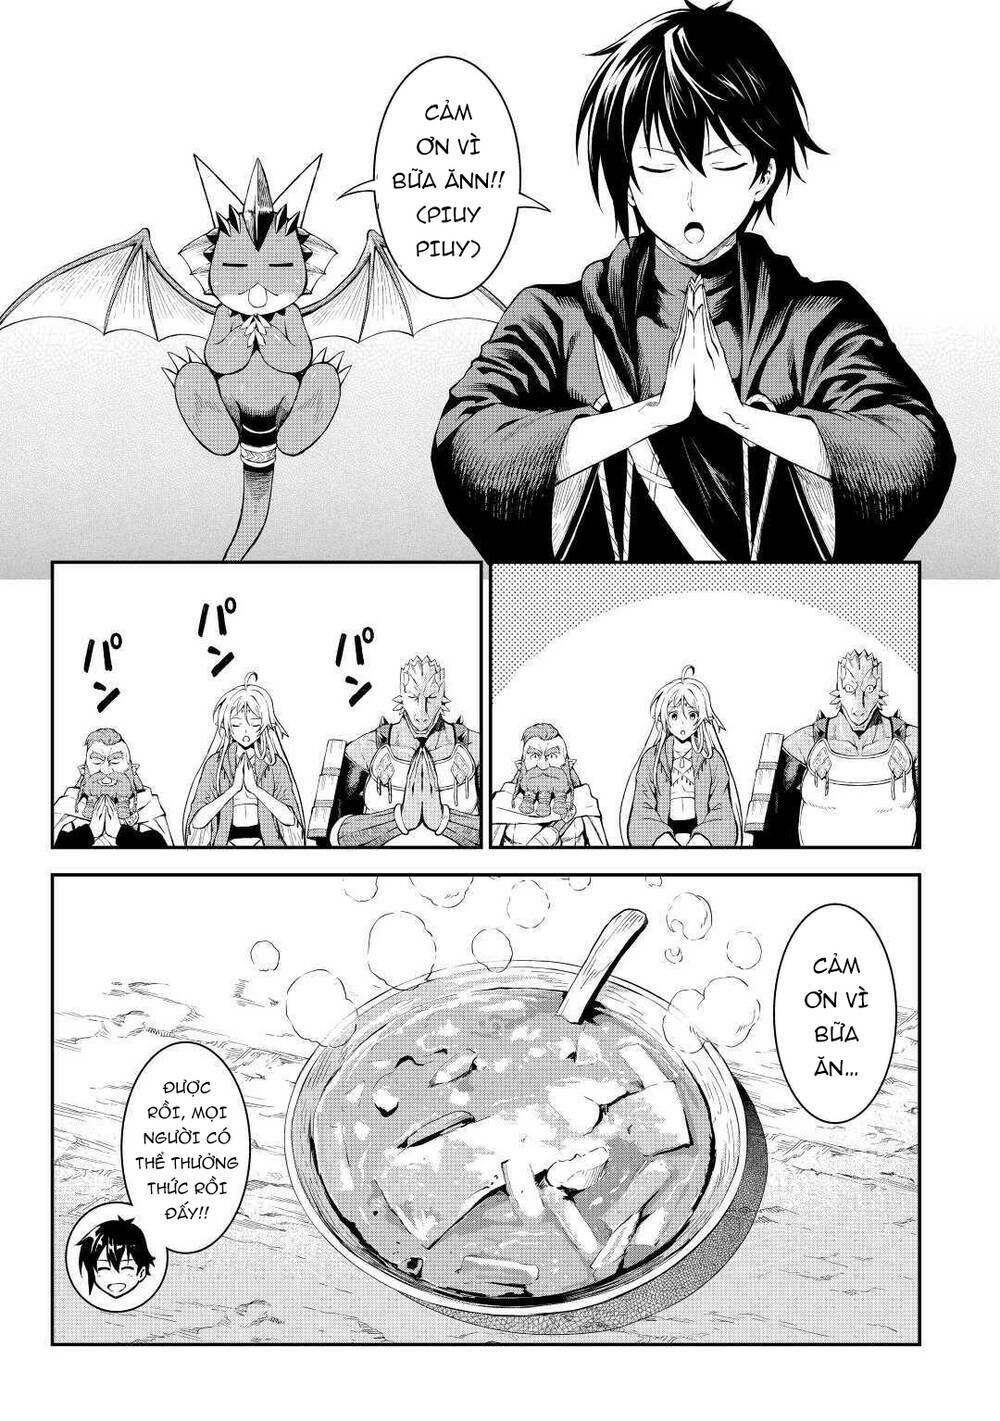 CẢM
ƠN VÌ
BỮA ĂNN!!
(PIUY
PIUY)
パン
パン
パン
CẢM
ƠN VÌ
BỮA
ĂN...
ĐƯỢC
RỒI, MỌI
NGƯỜI CÓ
THỂ THƯỞNG
THỨC RỒI
ĐẤY!!